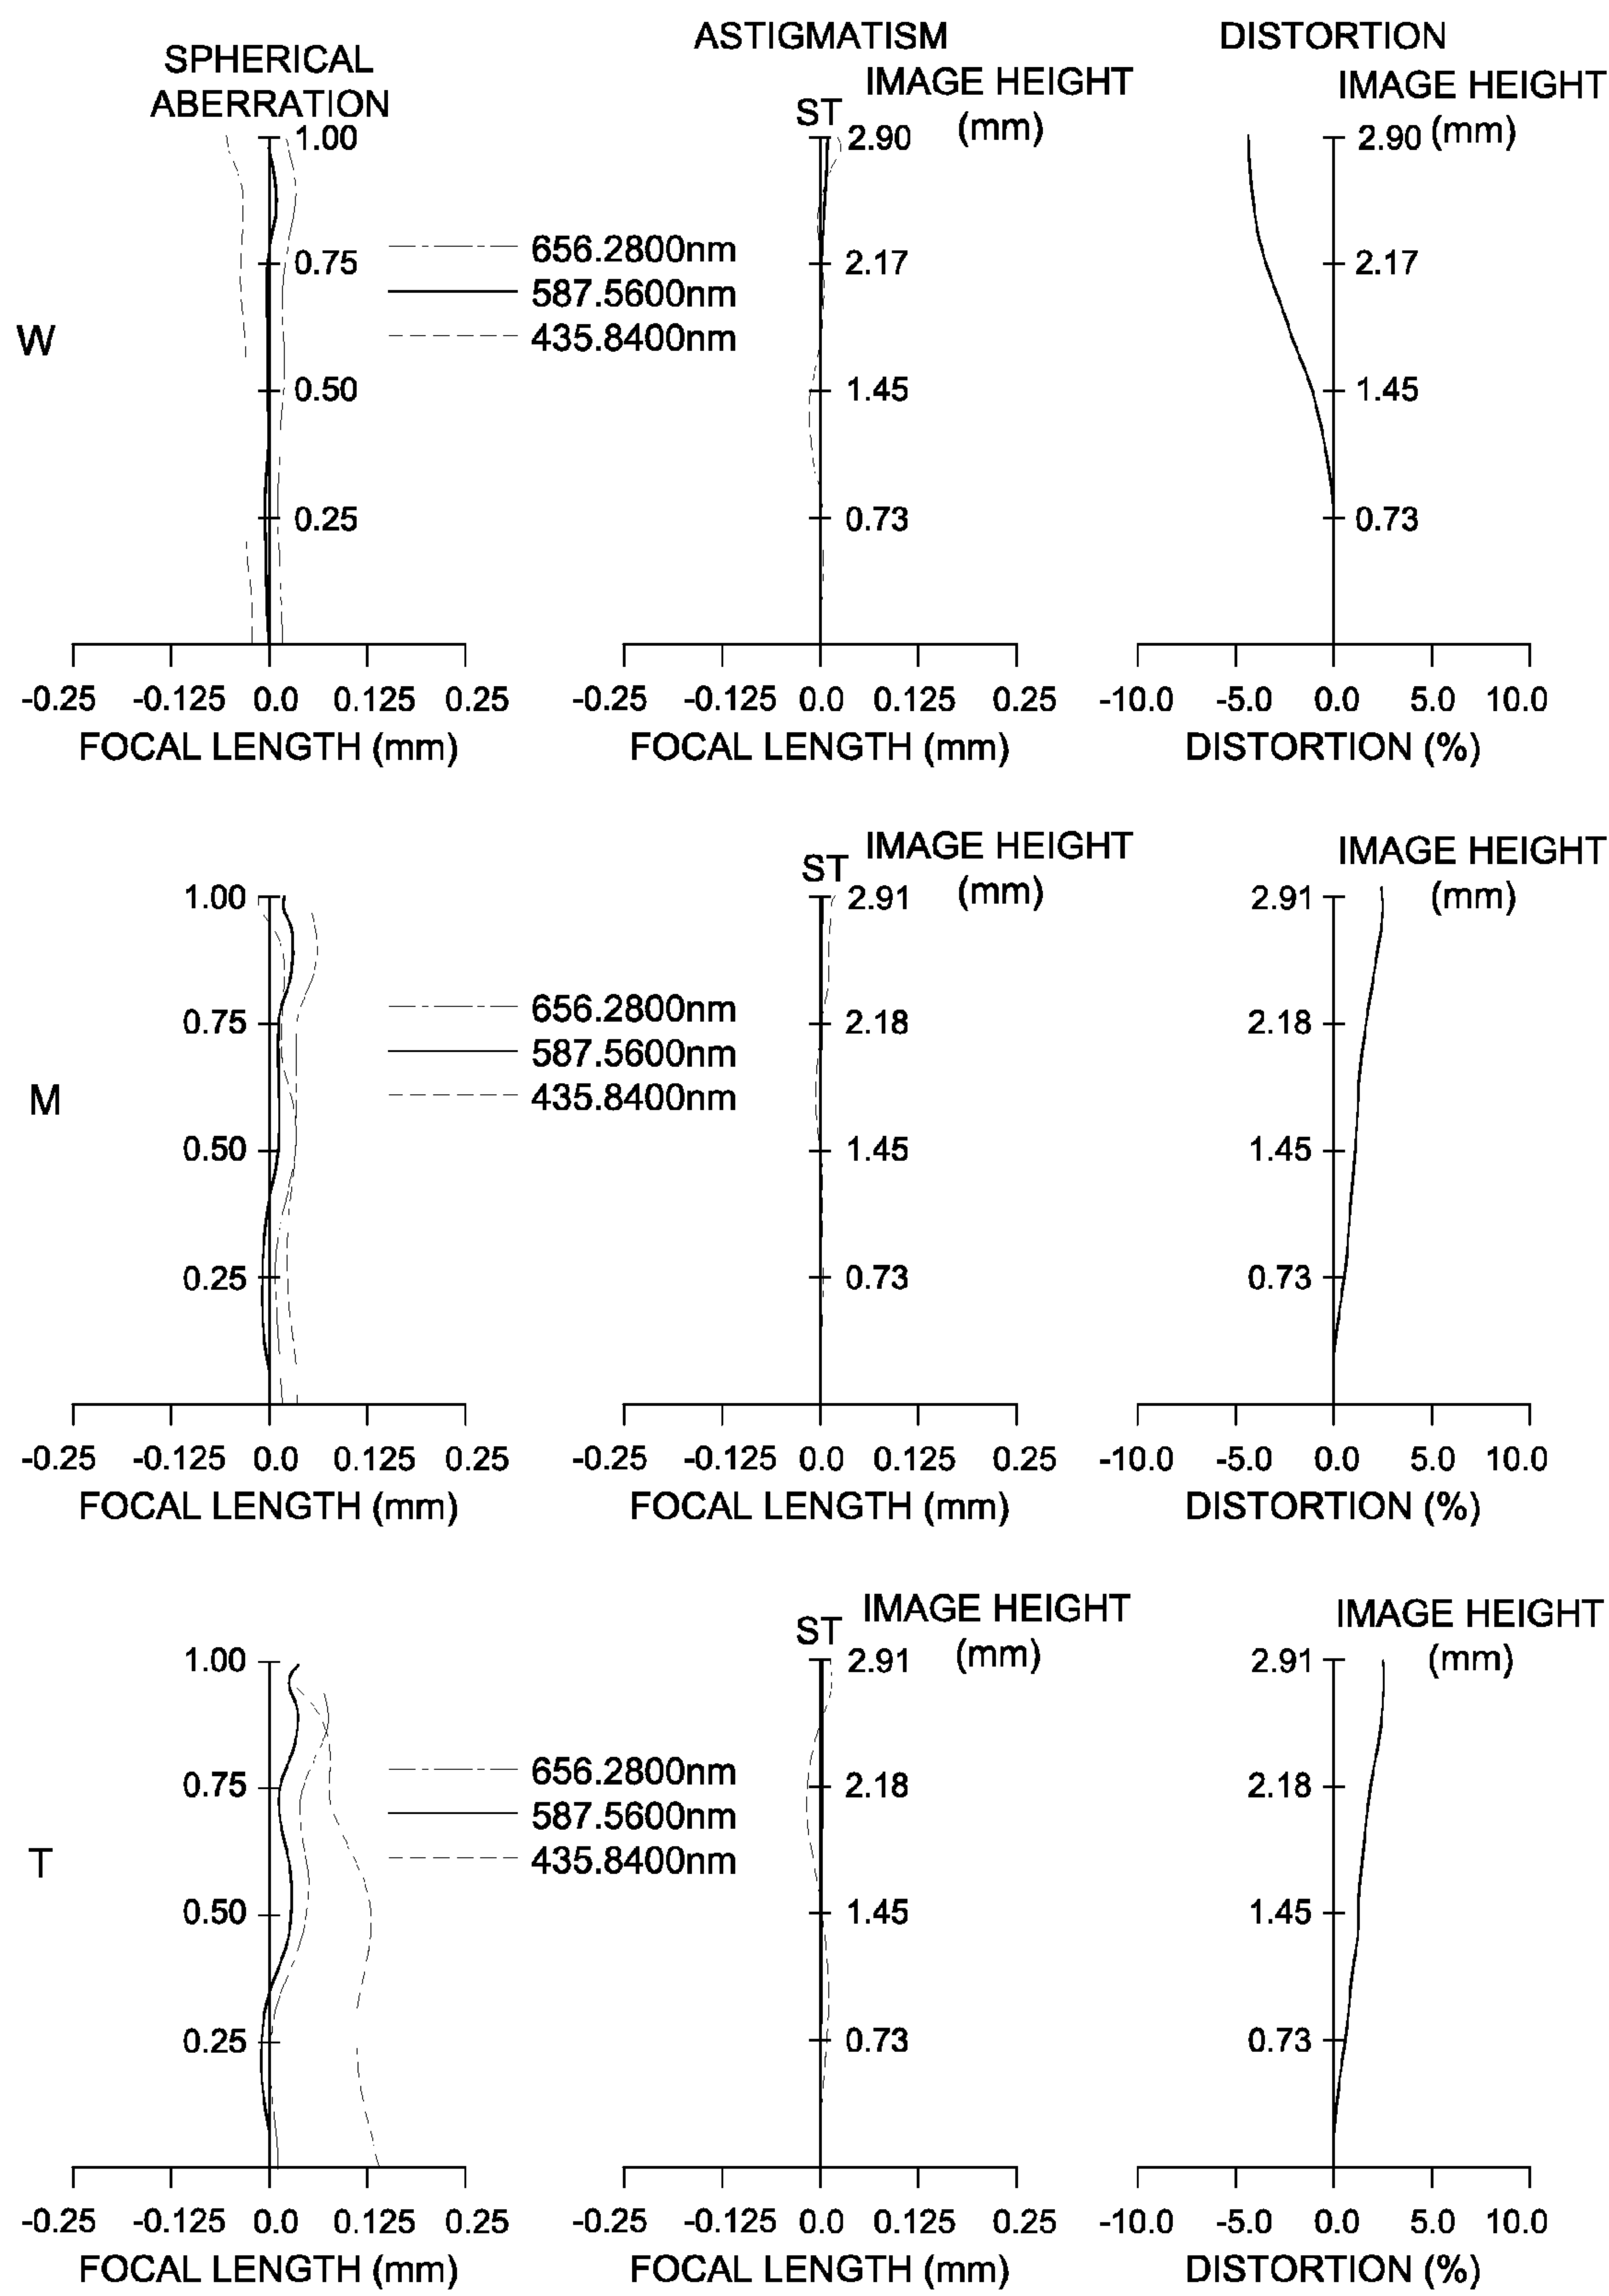 SPHERICAL
ABERRATION
1.00
0.75
0.50
0.25
W
656.2800nm
587.5600nm
435.8400nm
-0.25 -0.125 0.0 0.125 0.25
FOCAL LENGTH (mm)
ASTIGMATISM
IMAGE HEIGHT
(mm)
ST
2.90
2.17
1.45
0.73
-0.25 -0.125 0.0 0.125 0.25
FOCAL LENGTH (mm)
DISTORTION
IMAGE HEIGHT
(mm)
2.90
2.17
1.45
0.73
-10.0 -5.0 0.0 5.0 10.0
DISTORTION (%)
M
1.00
0.75
0.50
0.25
656.2800nm
587.5600nm
435.8400nm
-0.25 -0.125 0.0 0.125 0.25
FOCAL LENGTH (mm)
IMAGE HEIGHT
(mm)
ST
2.91
2.18
1.45
0.73
-0.25 -0.125 0.0 0.125 0.25
FOCAL LENGTH (mm)
IMAGE HEIGHT
(mm)
2.91
2.18
1.45
0.73
-10.0 -5.0 0.0 5.0 10.0
DISTORTION (%)
T
1.00
0.75
0.50
0.25
656.2800nm
587.5600nm
435.8400nm
-0.25 -0.125 0.0 0.125 0.25
FOCAL LENGTH (mm)
IMAGE HEIGHT
(mm)
ST
2.91
2.18
1.45
0.73
-0.25 -0.125 0.0 0.125 0.25
FOCAL LENGTH (mm)
IMAGE HEIGHT
(mm)
2.91
2.18
1.45
0.73
-10.0 -5.0 0.0 5.0 10.0
DISTORTION (%)